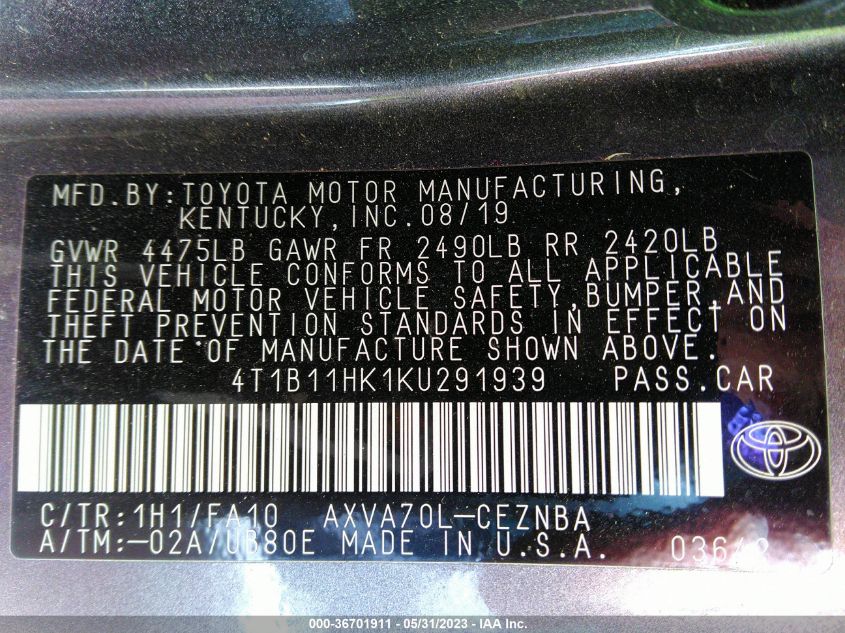 MFD.BY:TOYOTA MOTOR MANUFACTURING,
KENTUCKY,INC.08/19
GVWR 4475LB GAWR FR 2490LB RR 2420LB
THIS VEHICLE CONFORMS TO ALL APPLICABLE
FEDERAL MOTOR VEHICLE SAFETY,BUMPER,AND
THEFT PREVENTION STANDARDS IN EFFECT ON
THE DATE OF MANUFACTURE SHOWN ABOVE.
4T1B11HK1KU291939 PASS.CAR
C/TR:1H1/FA10 AXVA70L-CEZNBA
A/TM:-02A/UB80E MADE IN U.S.A.
000-36701911 - 05/31/2023 - IAA Inc.